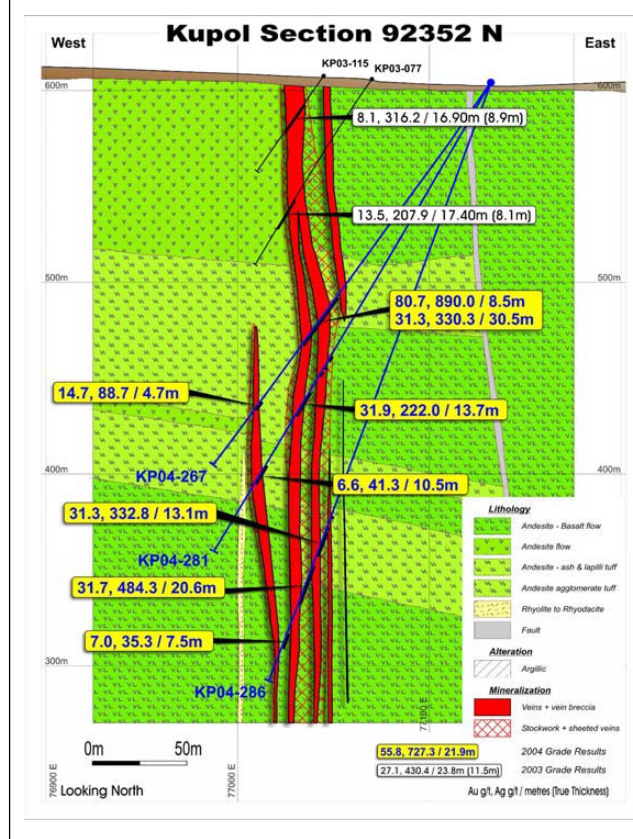 Kupol Section 92352 N
West
East
KP03-115
KP03-077
600m
600m
8.1, 316.2 / 16.90m (8.9m)
13.5, 207.9 / 17.40m (8.1m)
500m
500m
80.7, 890.0 / 8.5m
31.3, 330.3 / 30.5m
14.7, 88.7 / 4.7m
31.9, 222.0 / 13.7m
KP04-267
400m
400m
6.6, 41.3 / 10.5m
31.3, 332.8 / 13.1m
KP04-281
31.7, 484.3 / 20.6m
7.0, 35.3 / 7.5m
300m
300m
KP04-286
Lithology
Andesite - Basalt flow
Andesite flow
Andesite - ash & lapilli tuff
Andesite agglomerate tuff
Rhyolite to Rhyodacite
Fault
Alteration
Argillic
Mineralization
Veins + vein breccia
Stockwork + sheeted veins
55.8, 727.3 / 21.9m
2004 Grade Results
27.1, 430.4 / 23.8m (11.5m)
2003 Grade Results
Au g/t, Ag g/t / metres (True Thickness)
0m
50m
76900 E
77000 E
77100 E
Looking North